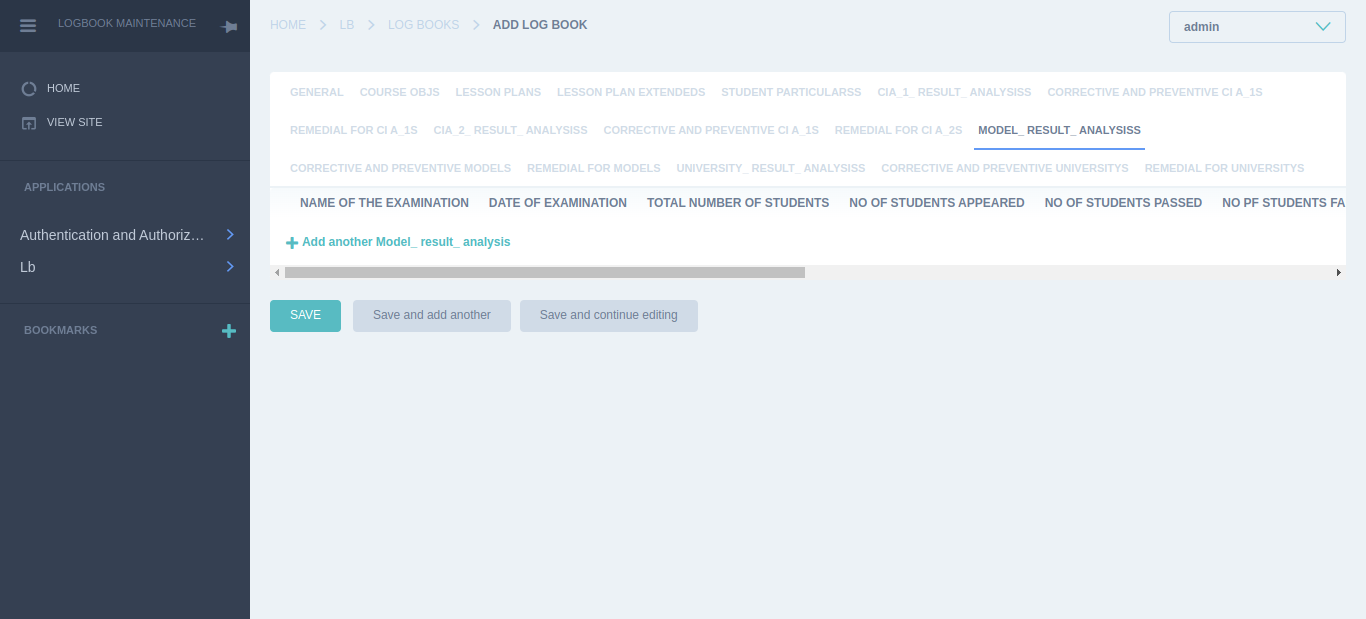 LOGBOOK MAINTENANCE
HOME
VIEW SITE
APPLICATIONS
Authentication and Authoriz…
Lb
BOOKMARKS
HOME LB LOG BOOKS ADD LOG BOOK
admin
GENERAL COURSE OBJS LESSON PLANS LESSON PLAN EXTENDEDS STUDENT PARTICULARSS CIA_1_ RESULT_ ANALYSISS CORRECTIVE AND PREVENTIVE CI A_1S
REMEDIAL FOR CI A_1S CIA_2_ RESULT_ ANALYSISS CORRECTIVE AND PREVENTIVE CI A_1S REMEDIAL FOR CI A_2S MODEL_ RESULT_ ANALYSISS
CORRECTIVE AND PREVENTIVE MODELS REMEDIAL FOR MODELS UNIVERSITY_ RESULT_ ANALYSISS CORRECTIVE AND PREVENTIVE UNIVERSITYS REMEDIAL FOR UNIVERSITYS
NAME OF THE EXAMINATION DATE OF EXAMINATION TOTAL NUMBER OF STUDENTS NO OF STUDENTS APPEARED NO OF STUDENTS PASSED NO PF STUDENTS FA
Add another Model_ result_ analysis
SAVE Save and add another Save and continue editing